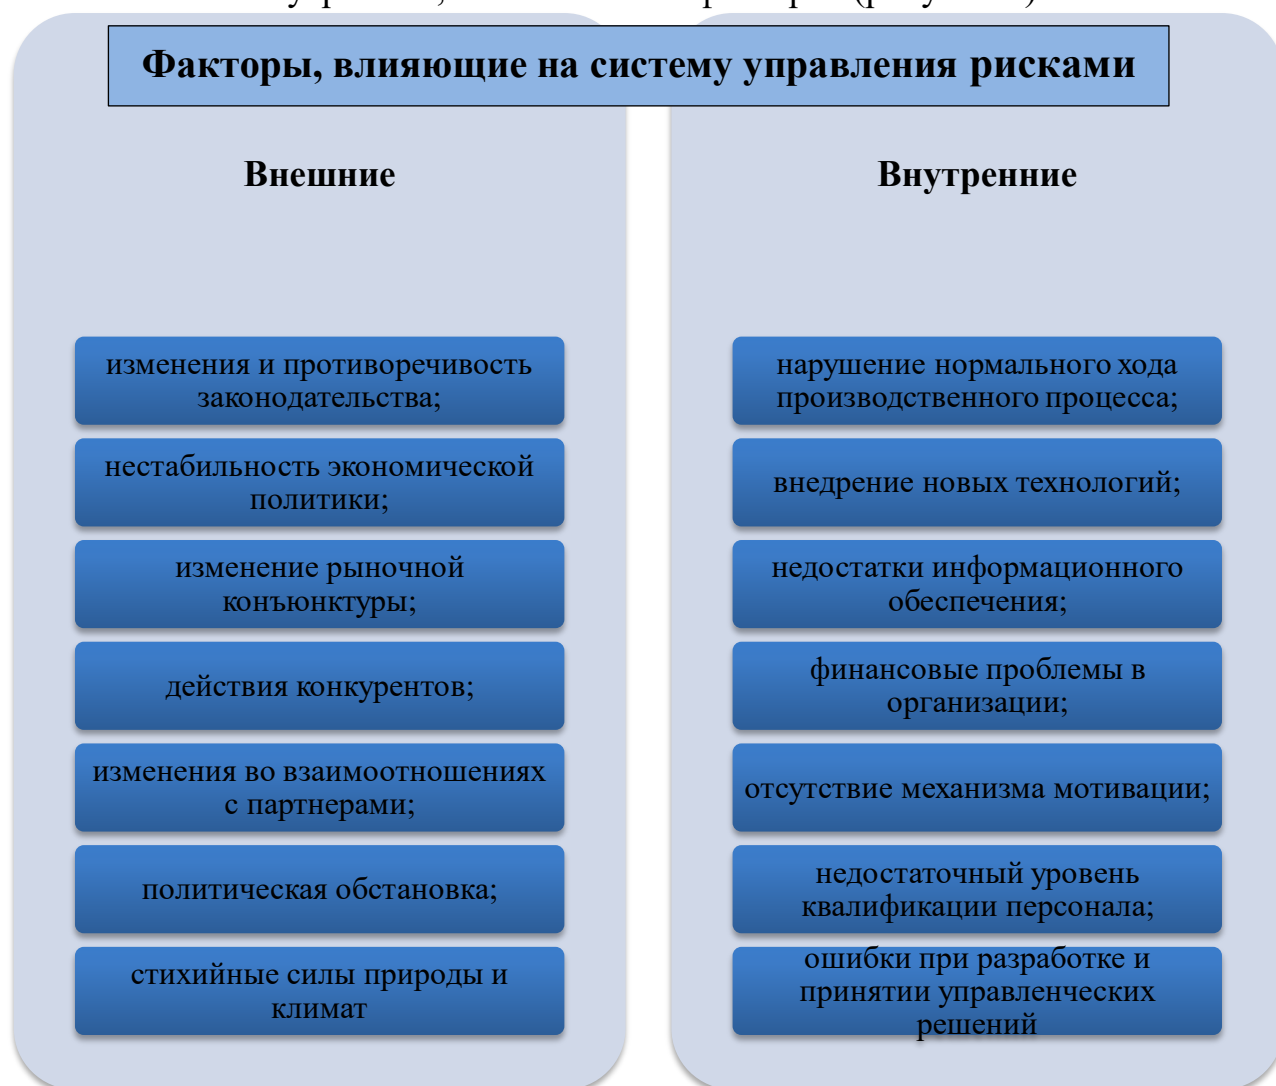 Факторы, влияющие на систему управления рисками
Внешние
изменения и противоречивость
законодательства;
нестабильность экономической
политики;
изменение рыночной
конъюнктуры;
действия конкурентов;
изменения во взаимоотношениях
с партнерами;
политическая обстановка;
стихийные силы природы и
климат
Внутренние
нарушение нормального хода
производственного процесса;
внедрение новых технологий;
недостатки информационного
обеспечения;
финансовые проблемы в
организации;
отсутствие механизма мотивации;
недостаточный уровень
квалификации персонала;
ошибки при разработке и
принятии управленческих
решений